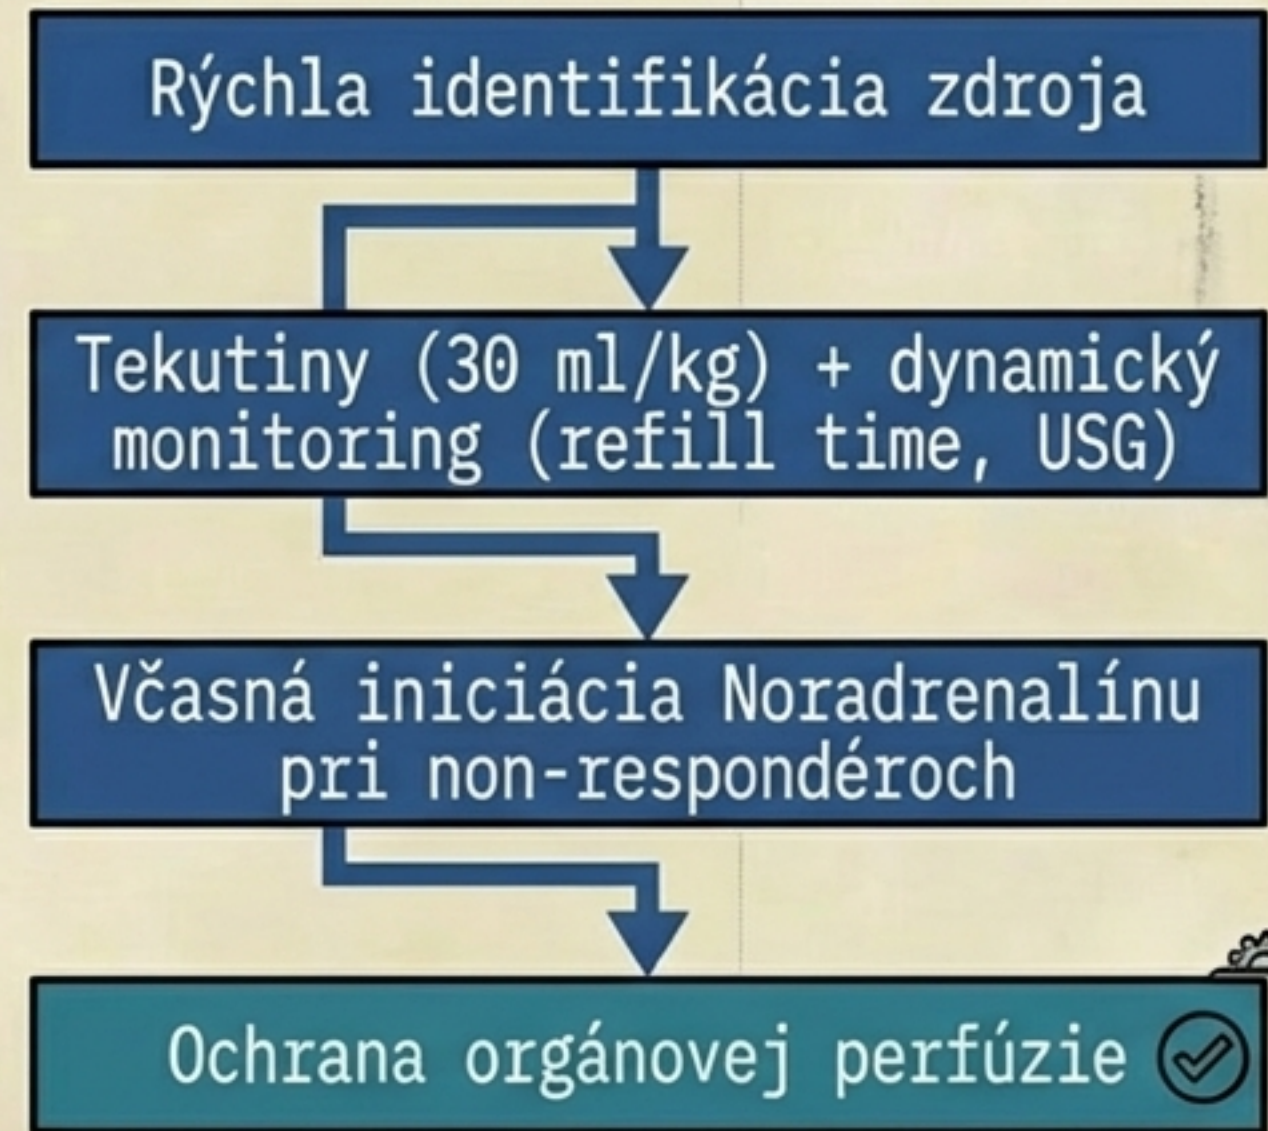 Rýchla identifikácia zdroja
Tekutiny (30 ml/kg) + dynamický
monitoring (refill time, USG)
Včasná iniciácia Noradrenalínu
pri non-respondéroch
Ochrana orgánovej perfúzie